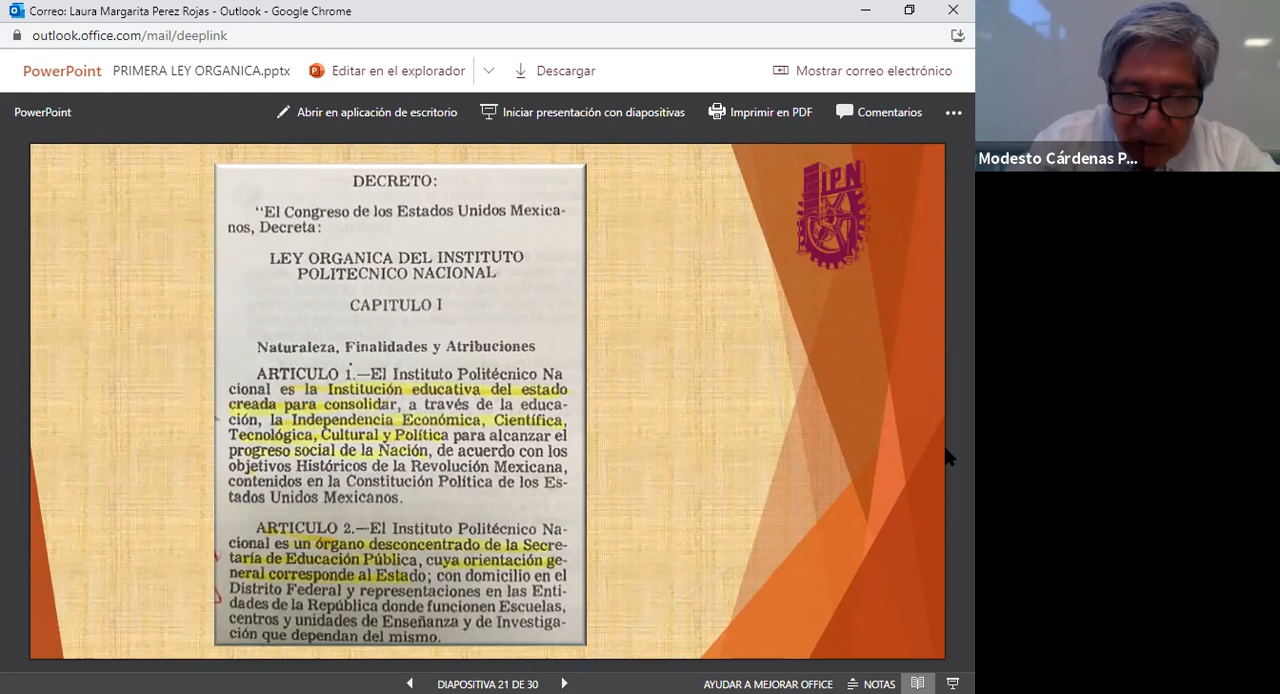 Correo: Laura Margarita Perez Rojas - Outlook - Google Chrome
outlook.office.com/mail/deeplink
PowerPoint PRIMERA LEY ORGANICA.pptx Editar en el explorador Descargar Mostrar correo electrónico
PowerPoint Abrir en aplicación de escritorio Iniciar presentación con diapositivas Imprimir en PDF Comentarios
DECRETO:
"El Congreso de los Estados Unidos Mexica-
nos, Decreta:
LEY ORGANICA DEL INSTITUTO
POLITECNICO NACIONAL
CAPITULO I
Naturaleza, Finalidades y Atribuciones
ARTICULO 1.—El Instituto Politécnico Na
cional es la Institución educativa del estado
creada para consolidar, a través de la educa-
ción, la Independencia Económica, Científica,
Tecnológica, Cultural y Política para alcanzar el
progreso social de la Nación, de acuerdo con los
objetivos Históricos de la Revolución Mexicana,
contenidos en la Constitución Política de los Es-
tados Unidos Mexicanos.
ARTICULO 2.—El Instituto Politécnico Na-
cional es un órgano desconcentrado de la Secre-
taría de Educación Pública, cuya orientación ge-
neral corresponde al Estado; con domicilio en el
Distrito Federal y representaciones en las Enti-
dades de la República donde funcionen Escuelas,
centros y unidades de Enseñanza y de Investiga-
ción que dependan del mismo.
IPN
Modesto Cárdenas P...
DIAPOSITIVA 21 DE 30 AYUDAR A MEJORAR OFFICE NOTAS